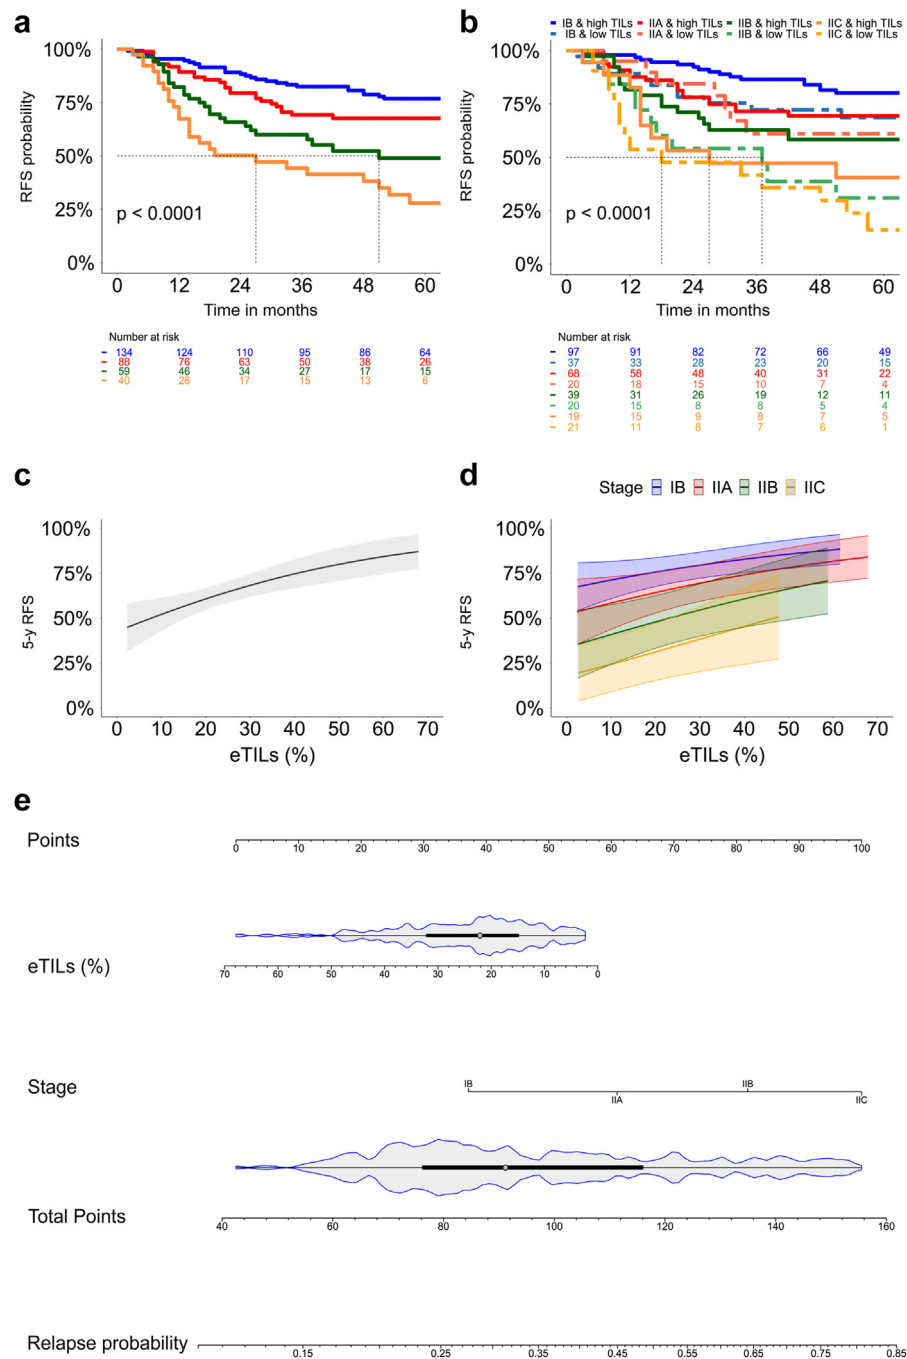 a
100%
75%
50%
25%
0%
RFS probability
p < 0.0001
0 12 24 36 48 60
Time in months
Number at risk
134 124 110 95 86 64
88 76 63 50 38 26
59 46 34 27 17 15
40 26 17 15 13 6
b
IB & high TILs IIA & high TILs IIB & high TILs IIC & high TILs
IB & low TILs IIA & low TILs IIB & low TILs IIC & low TILs
100%
75%
50%
25%
0%
RFS probability
p < 0.0001
0 12 24 36 48 60
Time in months
Number at risk
97 91 82 72 66 49
37 33 28 23 20 15
68 58 48 40 31 22
20 18 15 10 7 4
39 31 26 19 12 11
20 15 8 8 5 4
19 15 9 8 7 5
21 11 8 7 6 1
c
100%
75%
50%
25%
0%
5-y RFS
0 10 20 30 40 50 60 70
eTILs (%)
d
Stage IB IIA IIB IIC
100%
75%
50%
25%
0%
5-y RFS
0 10 20 30 40 50 60 70
eTILs (%)
e
Points
0 10 20 30 40 50 60 70 80 90 100
eTILs (%)
70 60 50 40 30 20 10 0
Stage
IB IIB
IIA IIC
Total Points
40 60 80 100 120 140 160
Relapse probability
0.15 0.25 0.35 0.45 0.55 0.65 0.75 0.85